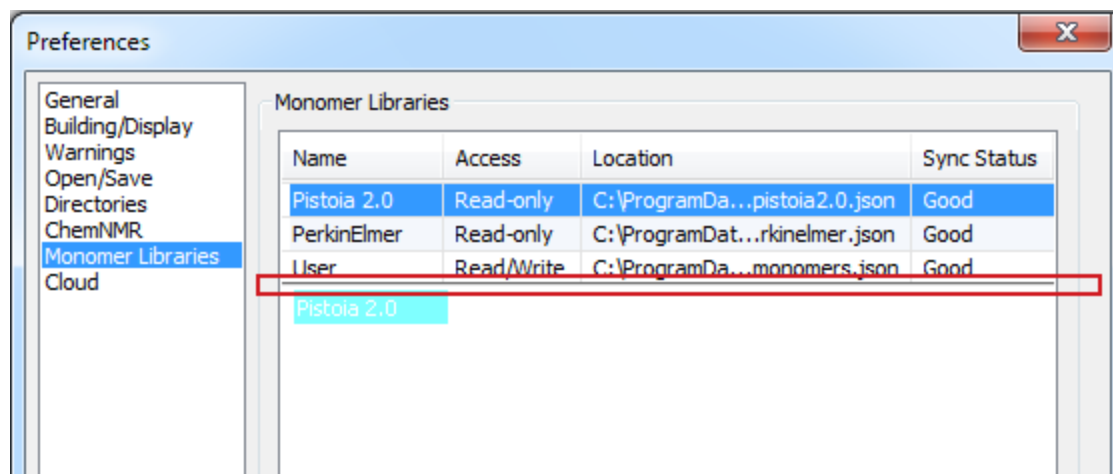 Preferences
General
Building/Display
Warnings
Open/Save
Directories
ChemNMR
Monomer Libraries
Cloud
Monomer Libraries
Name Access Location Sync Status
Pistoia 2.0 Read-only C:\ProgramDa...pistoia2.0.json Good
PerkinElmer Read-only C:\ProgramDat...rkinelmer.json Good
User Read/Write C:\ProgramDa...monomers.json Good
Pistoia 2.0